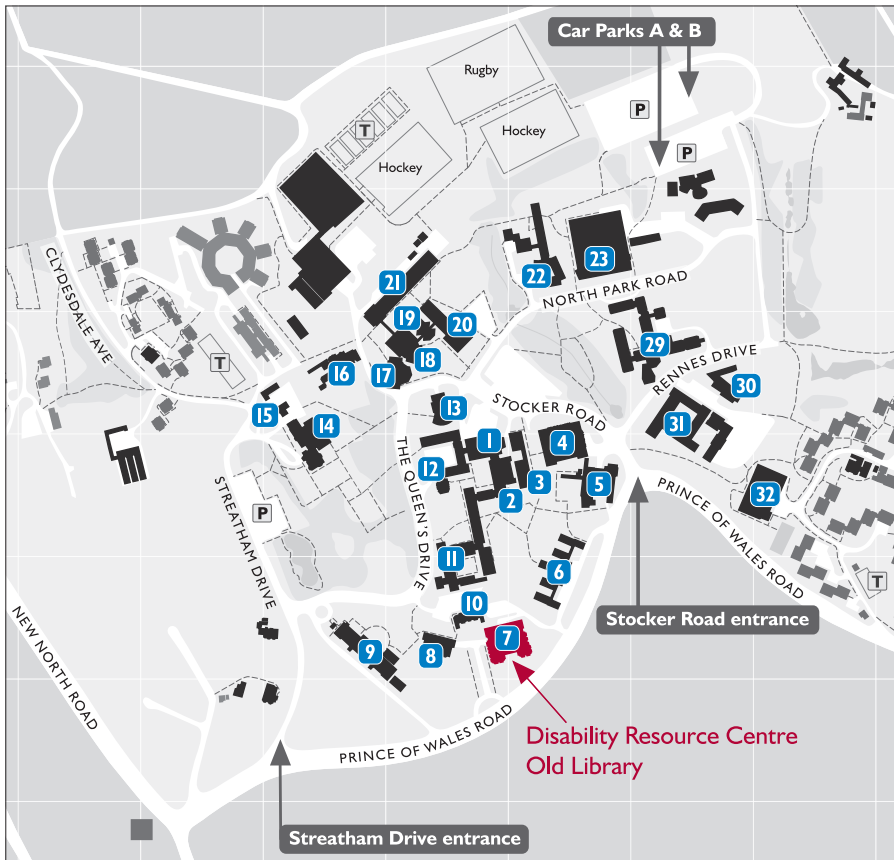 Car Parks A & B
Rugby
P
T
Hockey
Hockey
P
CLYDESDALE AVE
21
22
23
NORTH PARK ROAD
19
20
18
29
T
16
17
RENNES DRIVE
30
15
14
13
STOCKER ROAD
31
1
4
THE QUEEN'S DRIVE
12
3
5
2
32
STREATHAM DRIVE
P
PRINCE OF WALES ROAD
11
6
T
10
Stocker Road entrance
NEW NORTH ROAD
9
8
7
Disability Resource Centre
Old Library
PRINCE OF WALES ROAD
Streatham Drive entrance